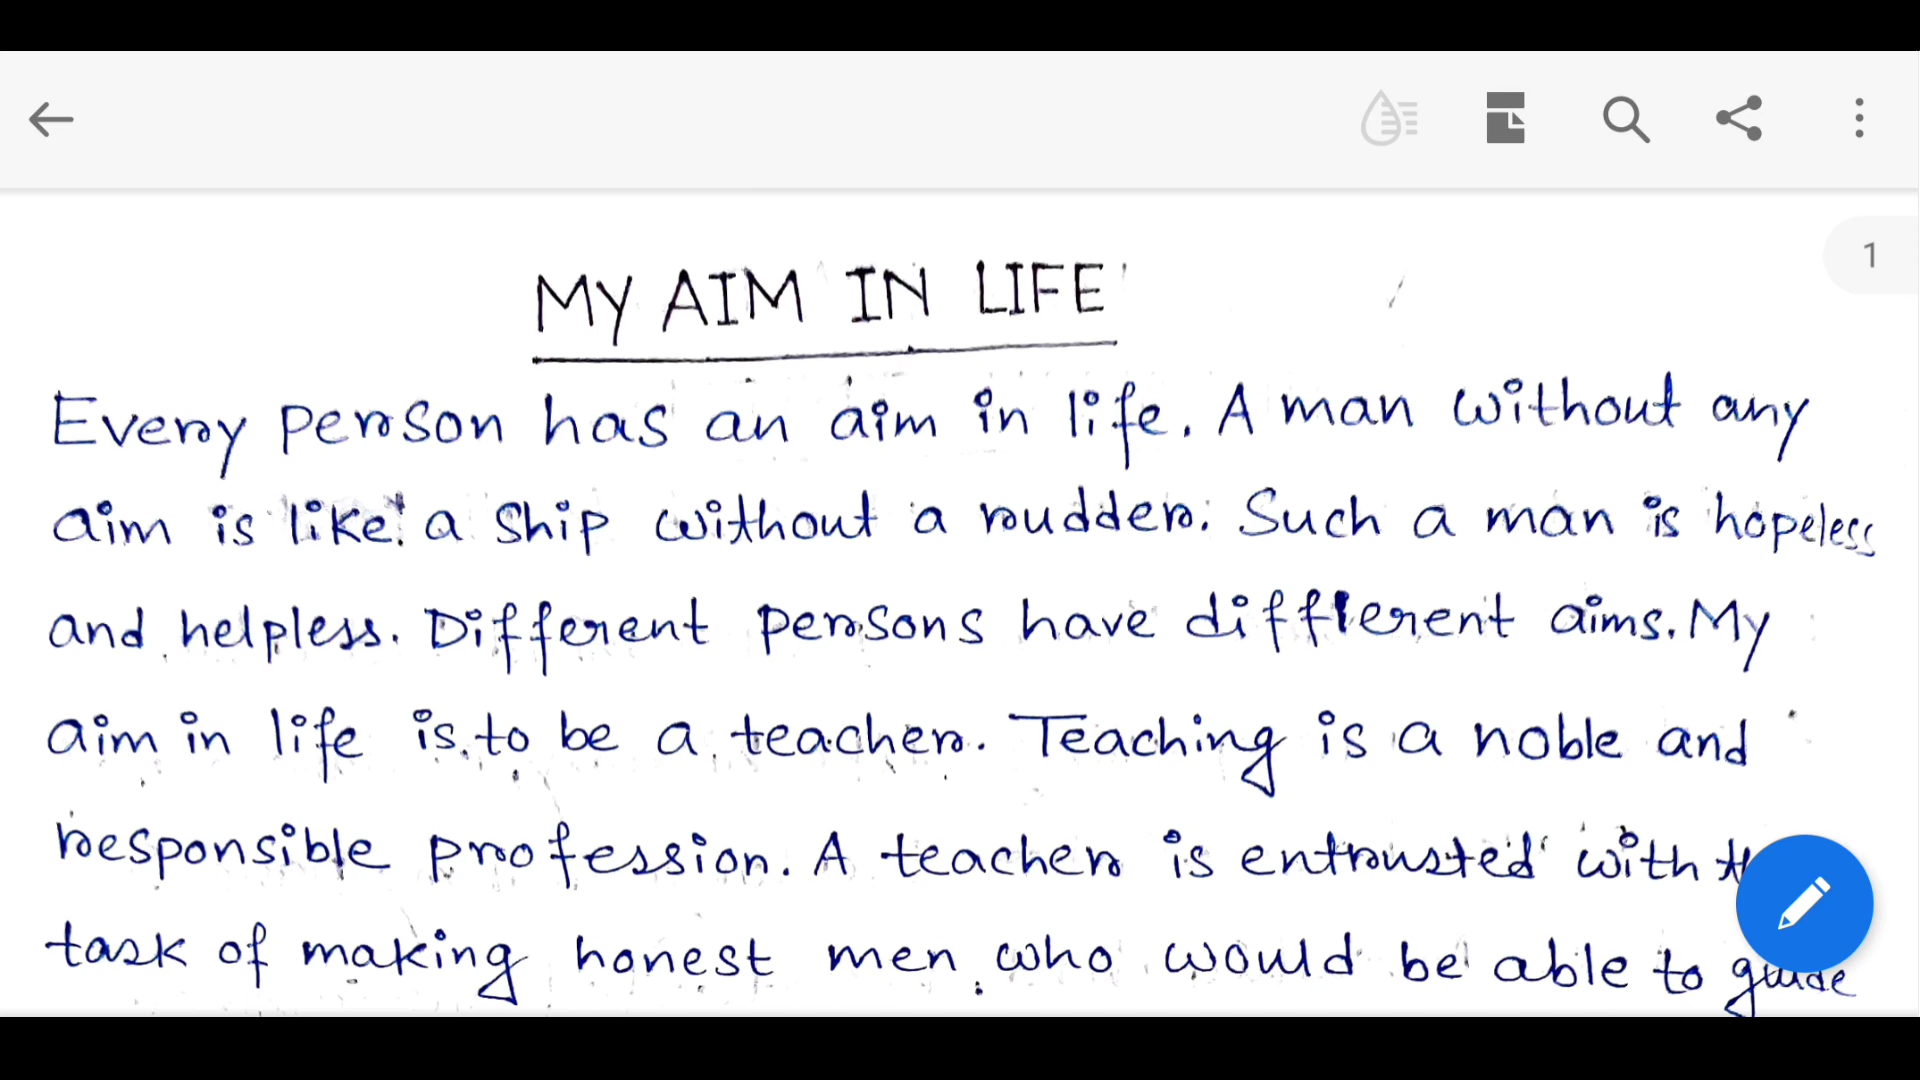 1
MY AIM IN LIFE
Every person has an aim in life. A man without any
aim is like a ship without a rudder. Such a man is hopeless
and helpless. Different persons have different aims. My
aim in life is to be a teacher. Teaching is a noble and
responsible profession. A teacher is entrusted with
task of making honest men who would be able to guide